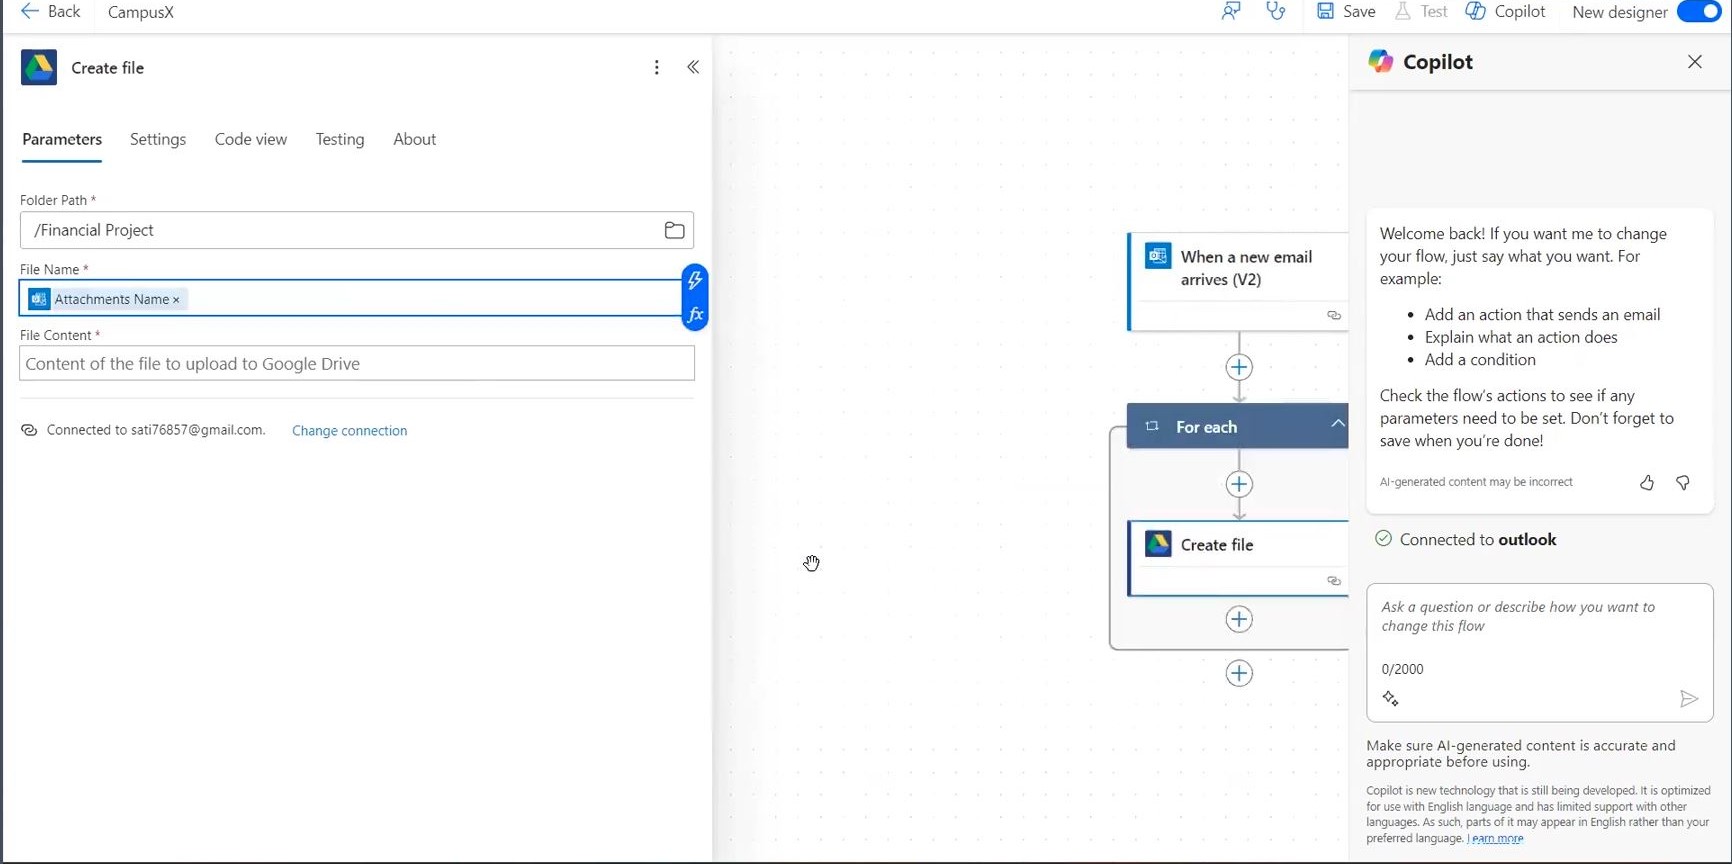 Back
CampusX
Save
Test
Copilot
New designer
Create file
Parameters
Settings
Code view
Testing
About
Folder Path *
/Financial Project
File Name *
Attachments Name ×
fx
File Content *
Content of the file to upload to Google Drive
Connected to sati76857@gmail.com.
Change connection
When a new email
arrives (V2)
For each
Create file
Copilot
Welcome back! If you want me to change
your flow, just say what you want. For
example:
• Add an action that sends an email
• Explain what an action does
• Add a condition
Check the flow's actions to see if any
parameters need to be set. Don't forget to
save when you're done!
AI-generated content may be incorrect
Connected to outlook
Ask a question or describe how you want to
change this flow
0/2000
Make sure AI-generated content is accurate and
appropriate before using.
Copilot is new technology that is still being developed. It is optimized
for use with English language and has limited support with other
languages. As such, parts of it may appear in English rather than your
preferred language. Learn more